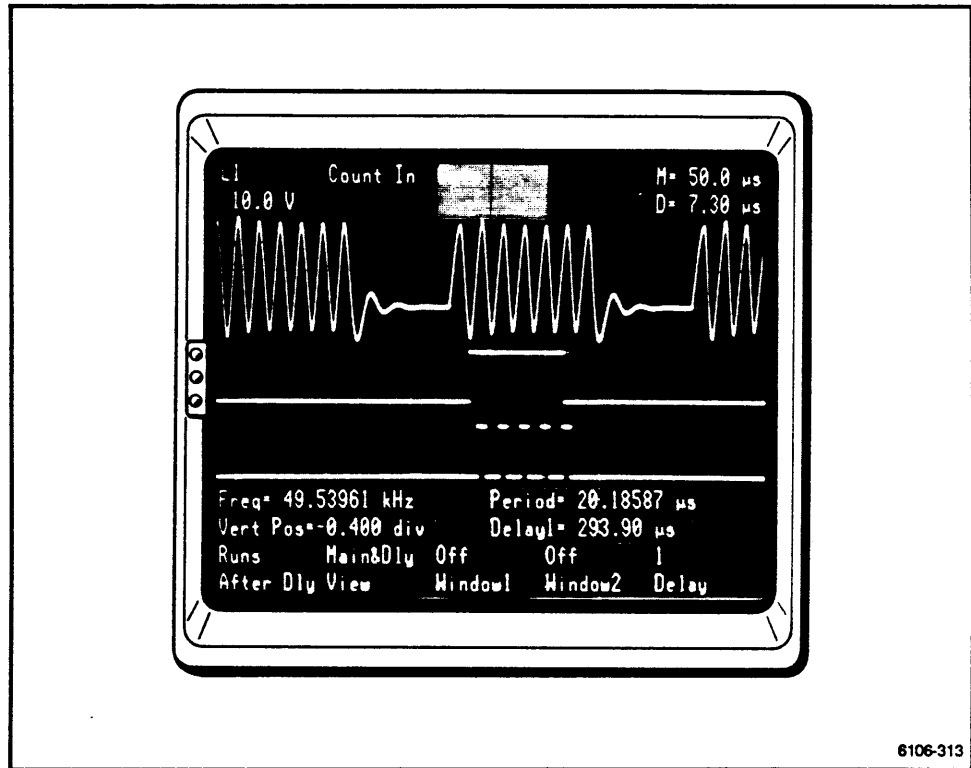 L1 Count In M= 50.0 µs
10.0 V D= 7.30 µs
Freq= 49.53961 kHz Period= 20.18587 µs
Vert Pos=-0.400 div Delay1= 293.90 µs
Runs Main&Dly Off Off 1
After Dly View Window1 Window2 Delay
6106-313